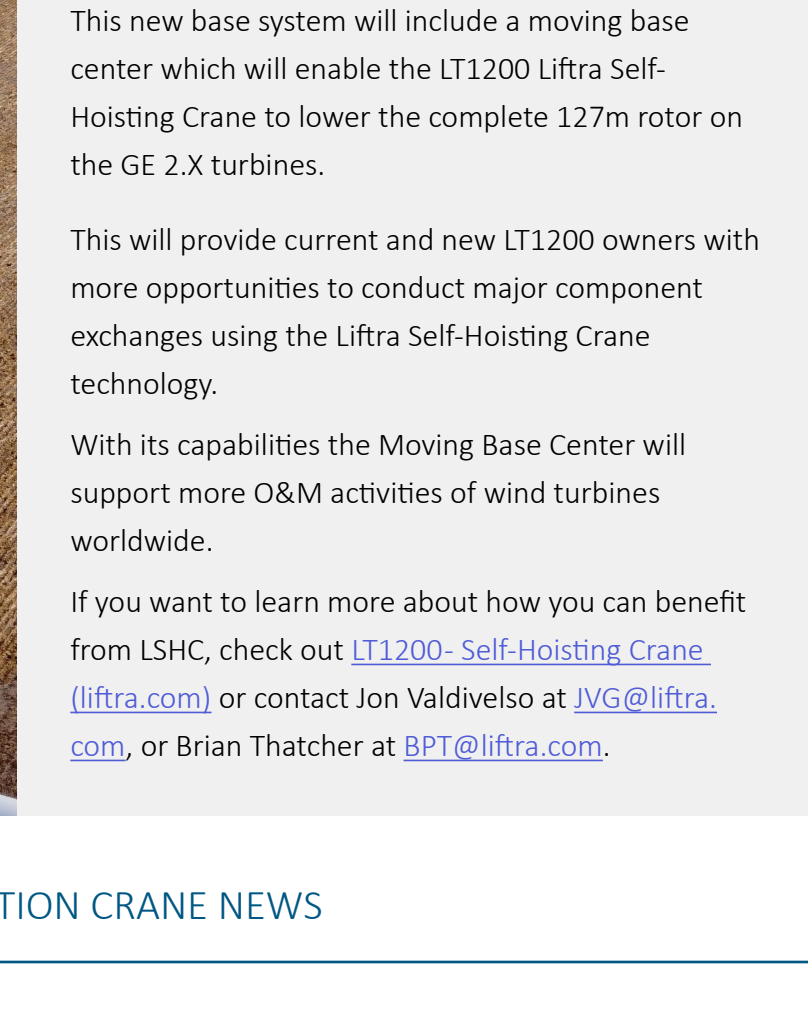 This new base system will include a moving base
center which will enable the LT1200 Liftra Self-
Hoisting Crane to lower the complete 127m rotor on
the GE 2.X turbines.
This will provide current and new LT1200 owners with
more opportunities to conduct major component
exchanges using the Liftra Self-Hoisting Crane
technology.
With its capabilities the Moving Base Center will
support more O&M activities of wind turbines
worldwide.
If you want to learn more about how you can benefit
from LSHC, check out LT1200- Self-Hoisting Crane
(liftra.com) or contact Jon Valdivelso at JVG@liftra.
com, or Brian Thatcher at BPT@liftra.com.
TION CRANE NEWS